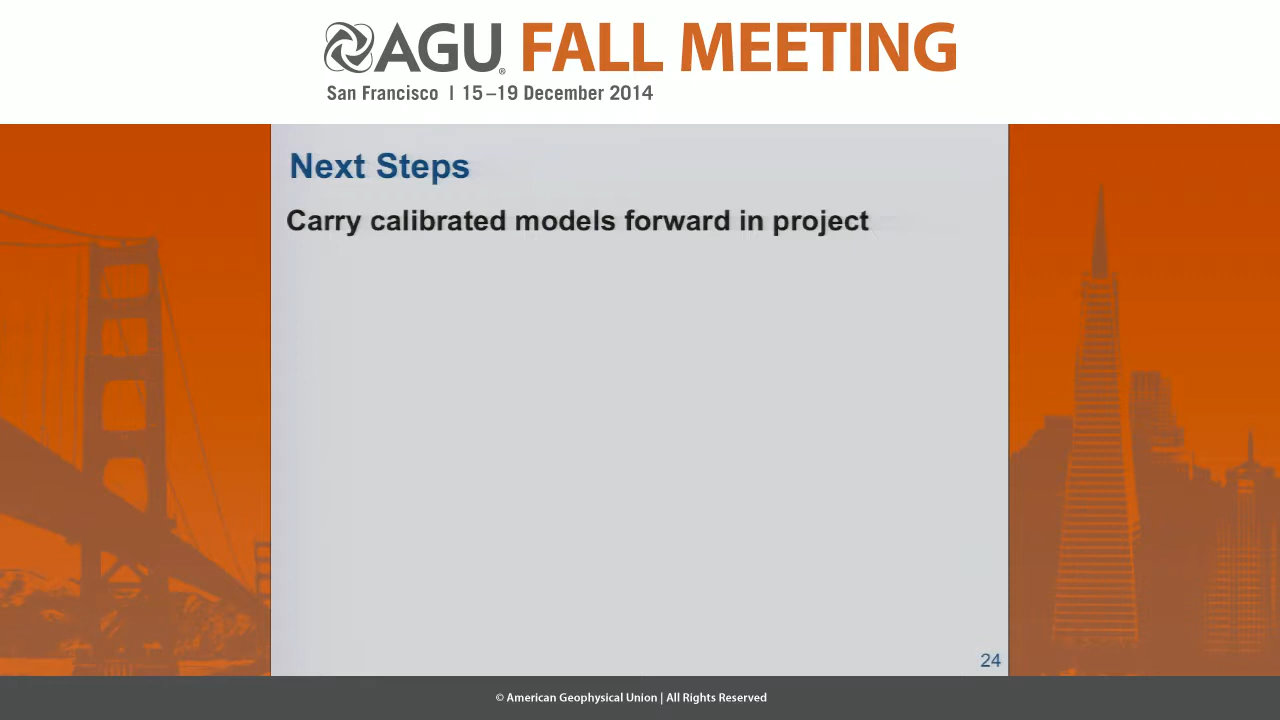 AGU® FALL MEETING
San Francisco | 15–19 December 2014
Next Steps
Carry calibrated models forward in project
24
© American Geophysical Union | All Rights Reserved